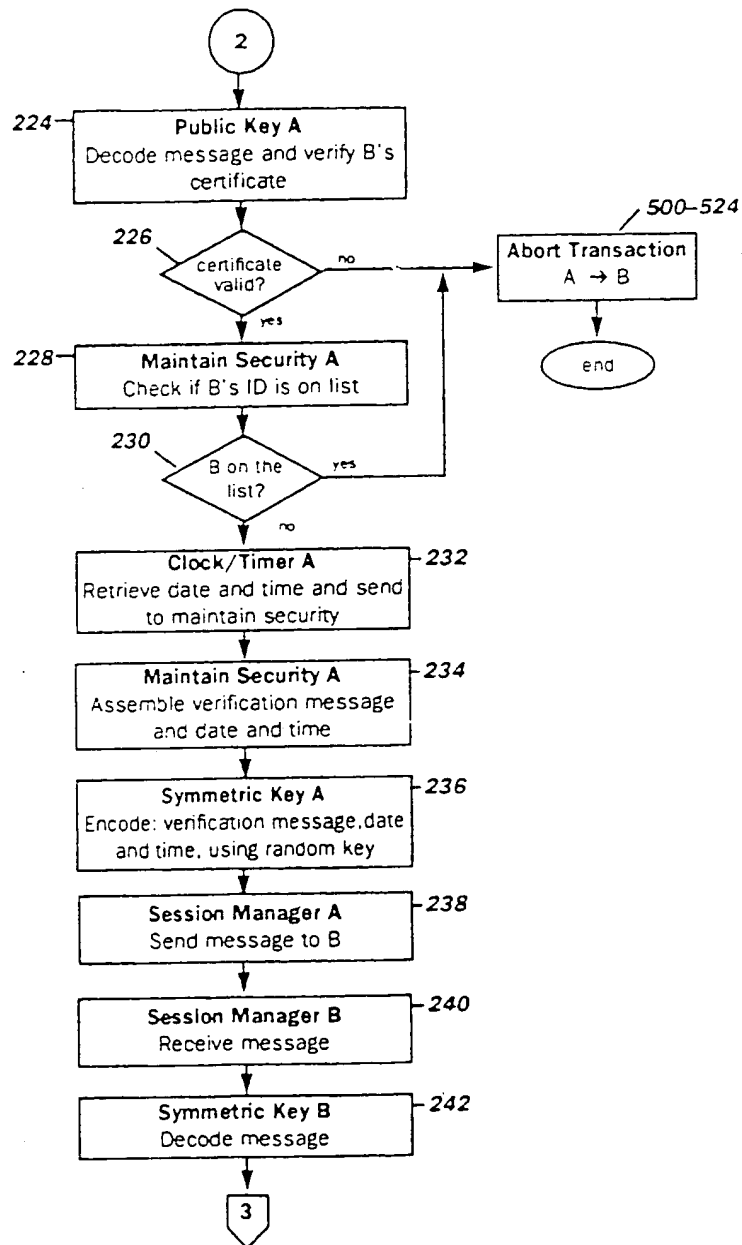 2
224
Public Key A
Decode message and verify B's
certificate
500-524
226
certificate
valid?
no
Abort Transaction
A → B
yes
end
228
Maintain Security A
Check if B's ID is on list
230
B on the
list?
yes
no
Clock/Timer A
232
Retrieve date and time and send
to maintain security
Maintain Security A
234
Assemble verification message
and date and time
Symmetric Key A
236
Encode: verification message, date
and time, using random key
Session Manager A
238
Send message to B
Session Manager B
240
Receive message
Symmetric Key B
242
Decode message
3